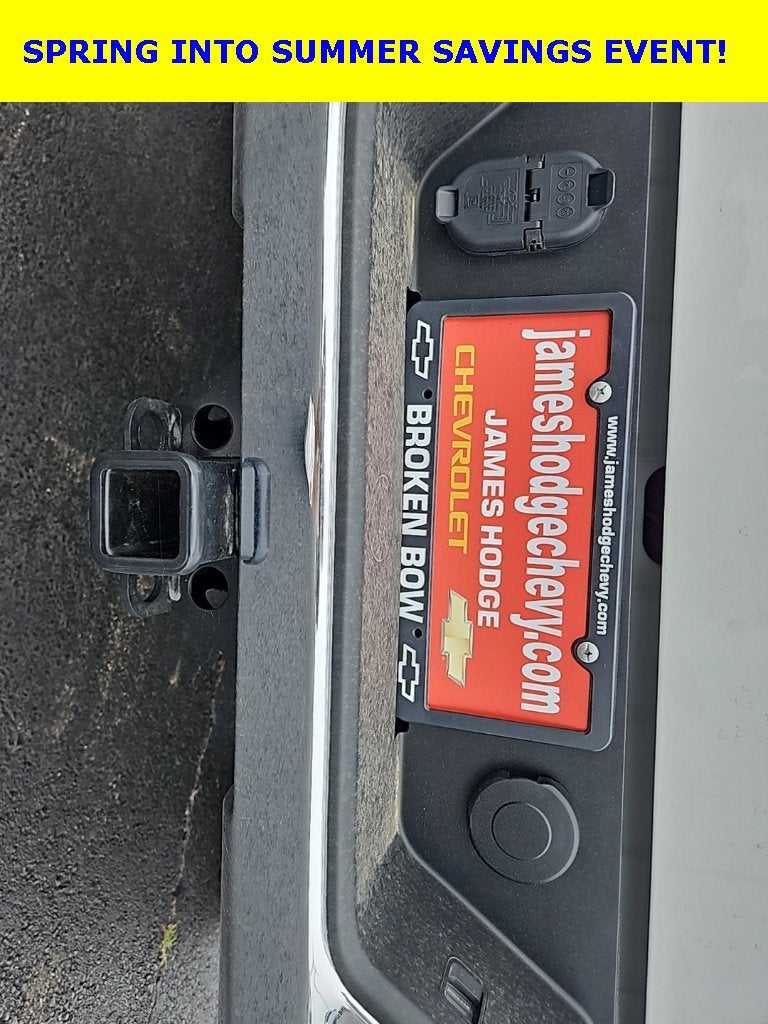 SPRING INTO SUMMER SAVINGS EVENT!
www.jameshodgechevy.com
jameshodgechevy.com
JAMES HODGE
CHEVROLET
BROKEN BOW